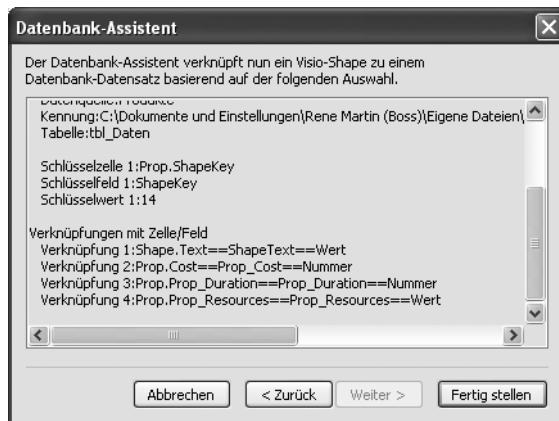 Datenbank-Assistent
Der Datenbank-Assistent verknüpft nun ein Visio-Shape zu einem
Datenbank-Datensatz basierend auf der folgenden Auswahl.
Datenquelle:Produkte
Kennung:C:\Dokumente und Einstellungen\Rene Martin (Boss)\Eigene Dateien\
Tabelle:tbl_Daten
Schlüsselzelle 1:Prop.ShapeKey
Schlüsselfeld 1:ShapeKey
Schlüsselwert 1:14
Verknüpfungen mit Zelle/Feld
Verknüpfung 1:Shape.Text==ShapeText==Wert
Verknüpfung 2:Prop.Cost==Prop_Cost==Nummer
Verknüpfung 3:Prop.Prop_Duration==Prop_Duration==Nummer
Verknüpfung 4:Prop.Prop_Resources==Prop_Resources==Wert
Abbrechen
< Zurück
Weiter >
Fertig stellen